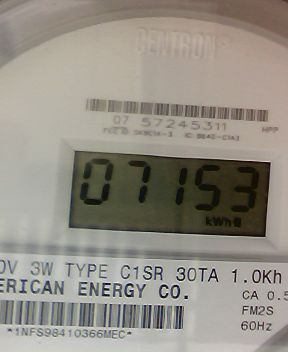 CENTRON®
07 57245311
HPP
07153
kWh
0V 3W TYPE C1SR 30TA 1.0Kh
ERICAN ENERGY CO.
CA 0.5
FM2S
60Hz
*1NFS98410366MEC*